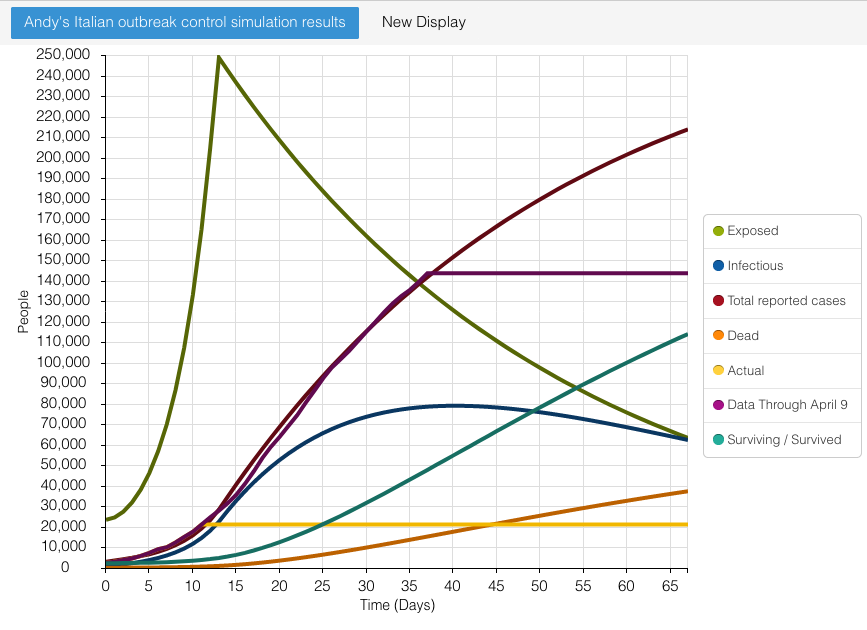 Andy's Italian outbreak control simulation results New Display
250,000
240,000
230,000
220,000
210,000
200,000
190,000
180,000
170,000
160,000
150,000
140,000
130,000
120,000
110,000
100,000
90,000
80,000
70,000
60,000
50,000
40,000
30,000
20,000
10,000
0
People
0 5 10 15 20 25 30 35 40 45 50 55 60 65
Time (Days)
Exposed
Infectious
Total reported cases
Dead
Actual
Data Through April 9
Surviving / Survived